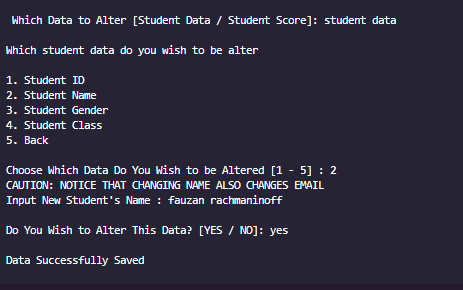 Which Data to Alter [Student Data / Student Score]: student data
Which student data do you wish to be alter
1. Student ID
2. Student Name
3. Student Gender
4. Student Class
5. Back
Choose Which Data Do You Wish to be Altered [1 - 5] : 2
CAUTION: NOTICE THAT CHANGING NAME ALSO CHANGES EMAIL
Input New Student's Name : fauzan rachmaninoff
Do You Wish to Alter This Data? [YES / NO]: yes
Data Successfully Saved